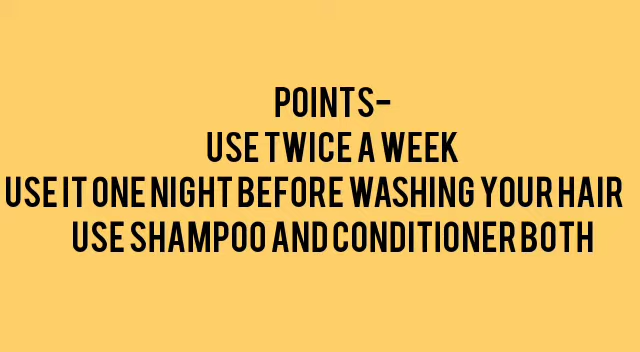 POINTS-
USE TWICE A WEEK
USE IT ONE NIGHT BEFORE WASHING YOUR HAIR
USE SHAMPOO AND CONDITIONER BOTH